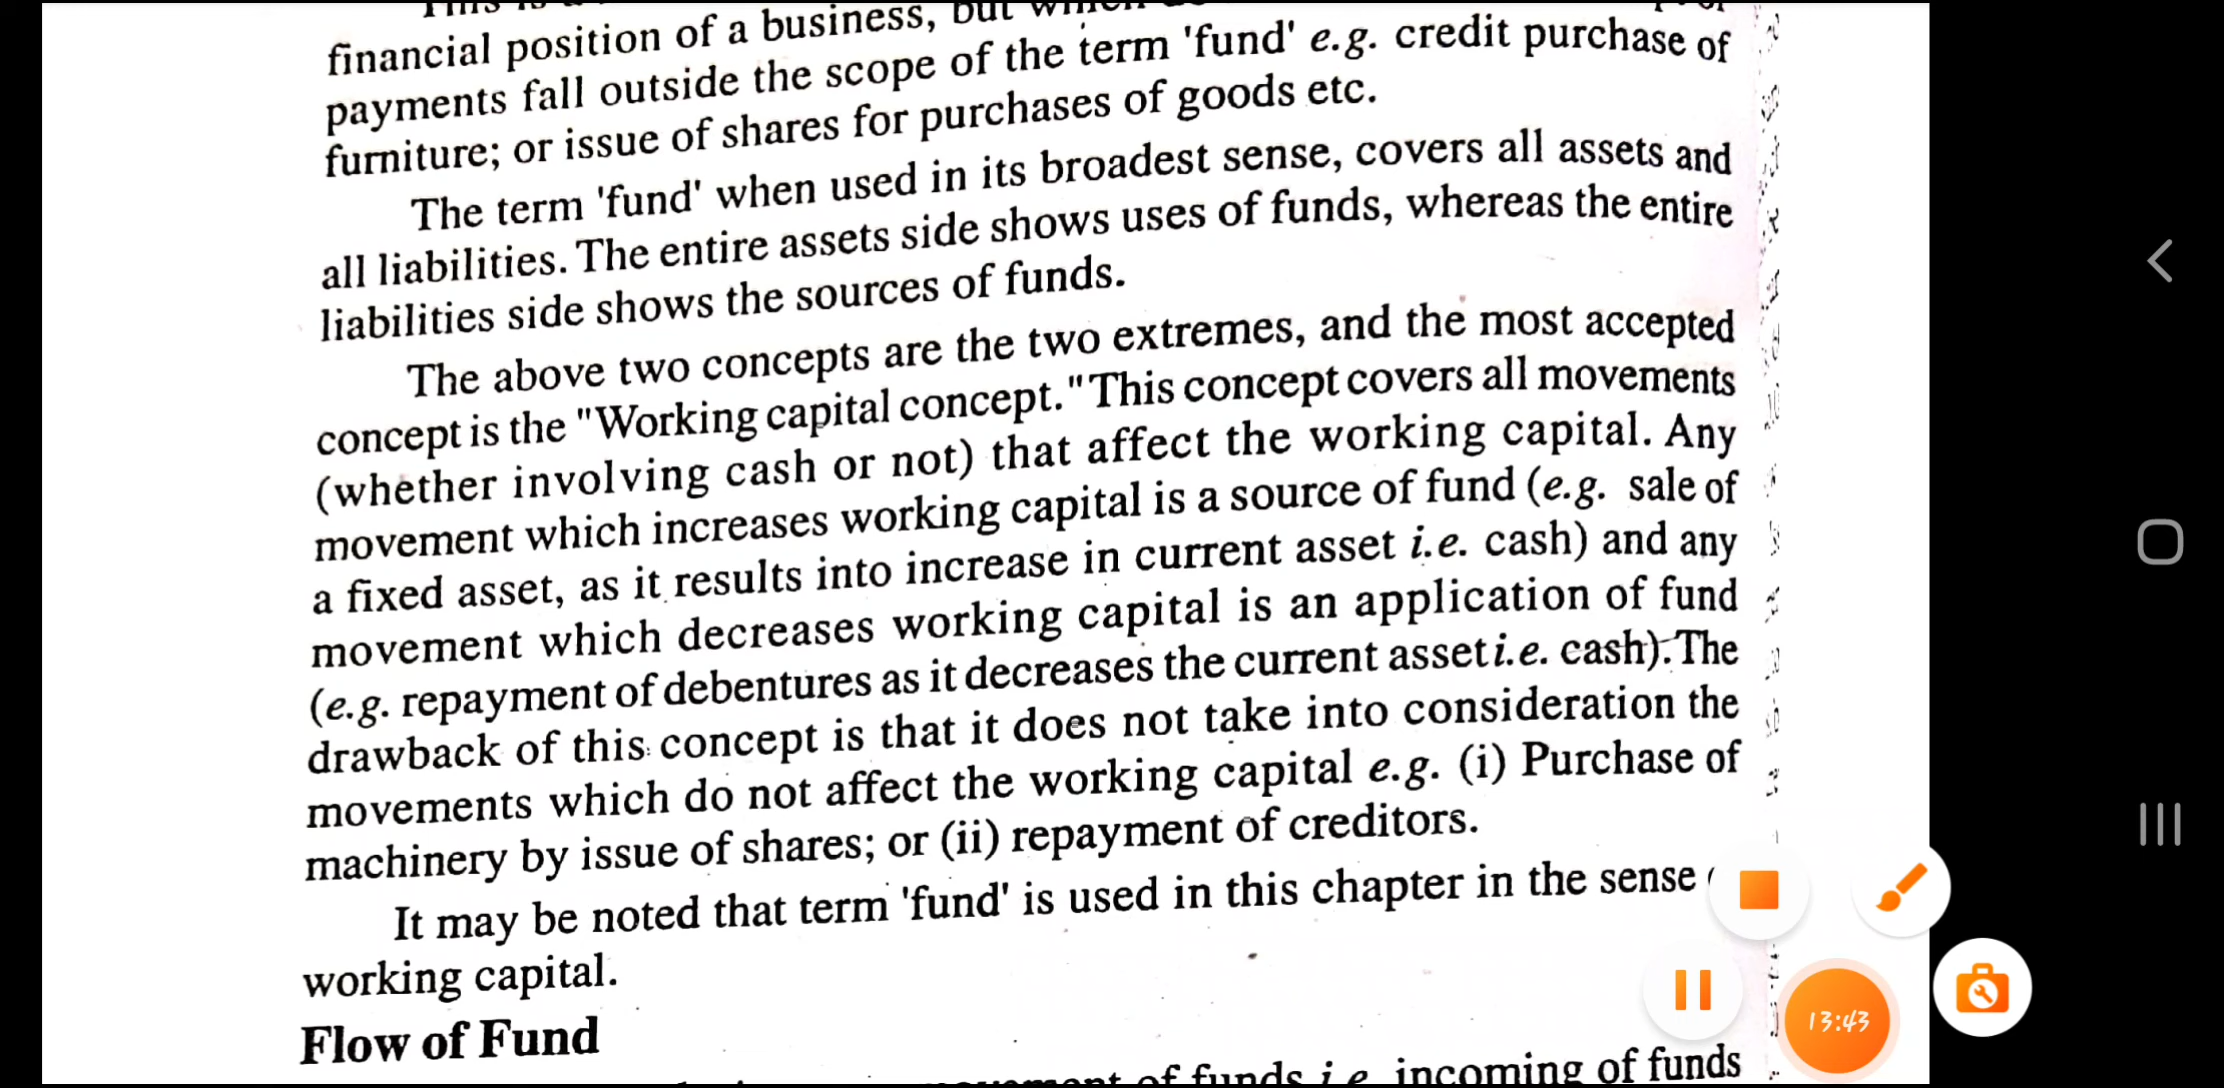 financial position of a business, but
payments fall outside the scope of the term 'fund' e.g. credit purchase of
furniture; or issue of shares for purchases of goods etc.
The term 'fund' when used in its broadest sense, covers all assets and
all liabilities. The entire assets side shows uses of funds, whereas the entire
liabilities side shows the sources of funds.
The above two concepts are the two extremes, and the most accepted
concept is the "Working capital concept." This concept covers all movements
(whether involving cash or not) that affect the working capital. Any
movement which increases working capital is a source of fund (e.g. sale of
a fixed asset, as it results into increase in current asset i.e. cash) and any
movement which decreases working capital is an application of fund
(e.g. repayment of debentures as it decreases the current asset i.e. cash). The
drawback of this concept is that it does not take into consideration the
movements which do not affect the working capital e.g. (i) Purchase of
machinery by issue of shares; or (ii) repayment of creditors.
It may be noted that term 'fund' is used in this chapter in the sense
working capital.
Flow of Fund
of funds i.e. incoming of funds
13:43